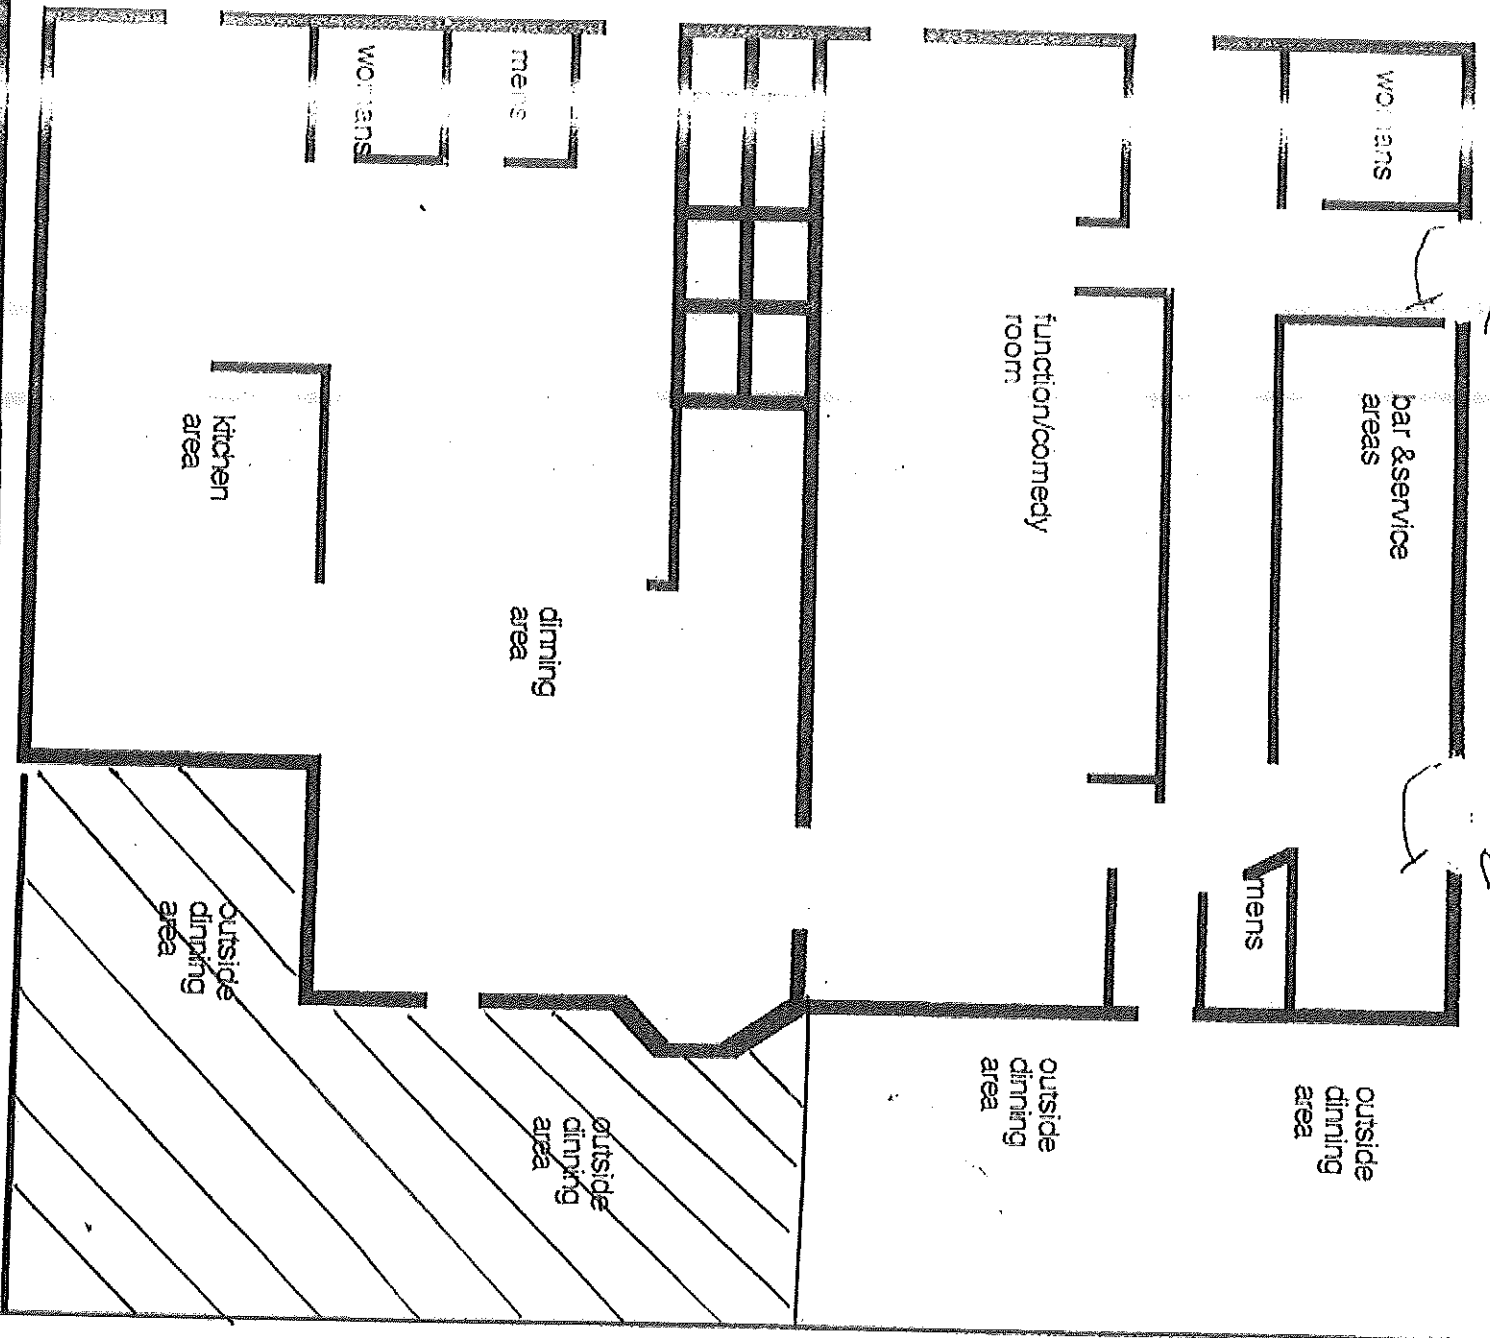 womans
bar &service
areas
mens
outside
dinning
area
function/comedy
room
outside
dinning
area
mens
dinning
area
outside
dinning
area
womans
kitchen
area
outside
dinning
area